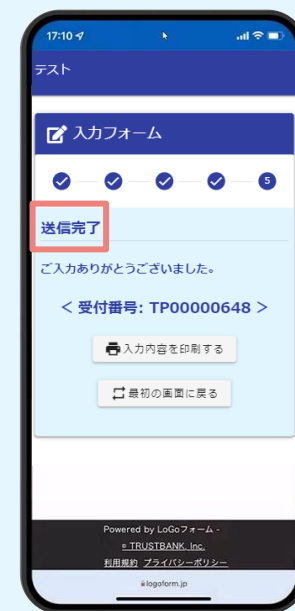 17:10
テスト
入力フォーム
5
送信完了
ご入力ありがとうございました。
＜ 受付番号: TP00000648 ＞
入力内容を印刷する
最初の画面に戻る
Powered by LoGoフォーム -
© TRUSTBANK, Inc.
利用規約 プライバシーポリシー
logoform.jp